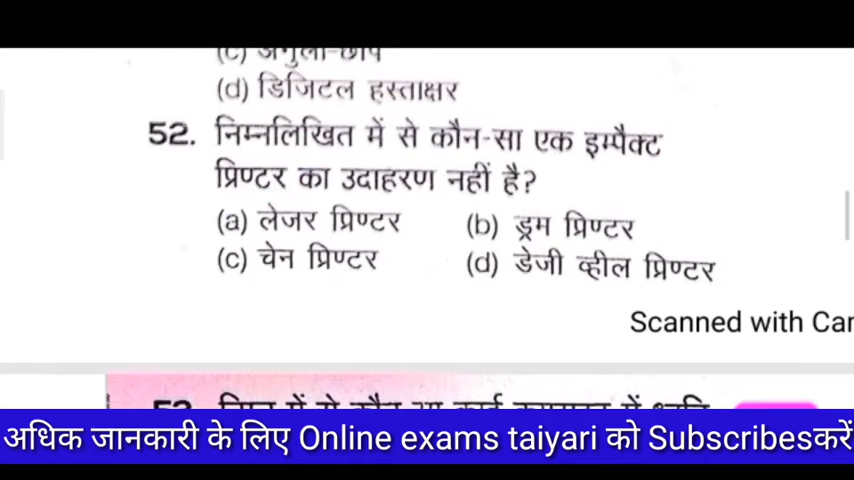 (d) डिजिटल हस्ताक्षर
52. निम्नलिखित में से कौन-सा एक इम्पैक्ट
प्रिण्टर का उदाहरण नहीं है?
(a) लेजर प्रिण्टर (b) ड्रम प्रिण्टर
(c) चेन प्रिण्टर (d) डेजी व्हील प्रिण्टर
Scanned with Car
अधिक जानकारी के लिए Online exams taiyari को Subscribesकरें